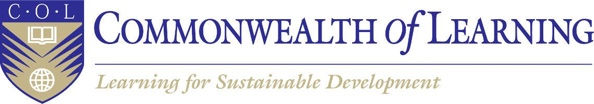 C·O·L
COMMONWEALTH of LEARNING
Learning for Sustainable Development